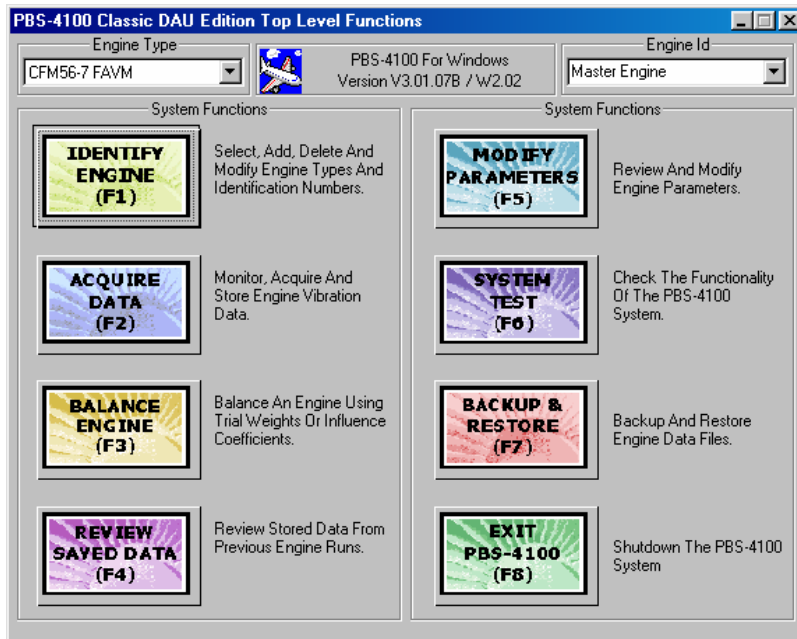 PBS-4100 Classic DAU Edition Top Level Functions
Engine Type
CFM56-7 FAVM
PBS-4100 For Windows
Version V3.01.07B / W2.02
Engine Id
Master Engine
System Functions
IDENTIFY
ENGINE
(F1)
Select, Add, Delete And
Modify Engine Types And
Identification Numbers.
ACQUIRE
DATA
(F2)
Monitor, Acquire And
Store Engine Vibration
Data.
BALANCE
ENGINE
(F3)
Balance An Engine Using
Trial Weights Or Influence
Coefficients.
REVIEW
SAVED DATA
(F4)
Review Stored Data From
Previous Engine Runs.
System Functions
MODIFY
PARAMETERS
(F5)
Review And Modify
Engine Parameters.
SYSTEM
TEST
(F6)
Check The Functionality
Of The PBS-4100
System.
BACKUP &
RESTORE
(F7)
Backup And Restore
Engine Data Files.
EXIT
PBS-4100
(F8)
Shutdown The PBS-4100
System